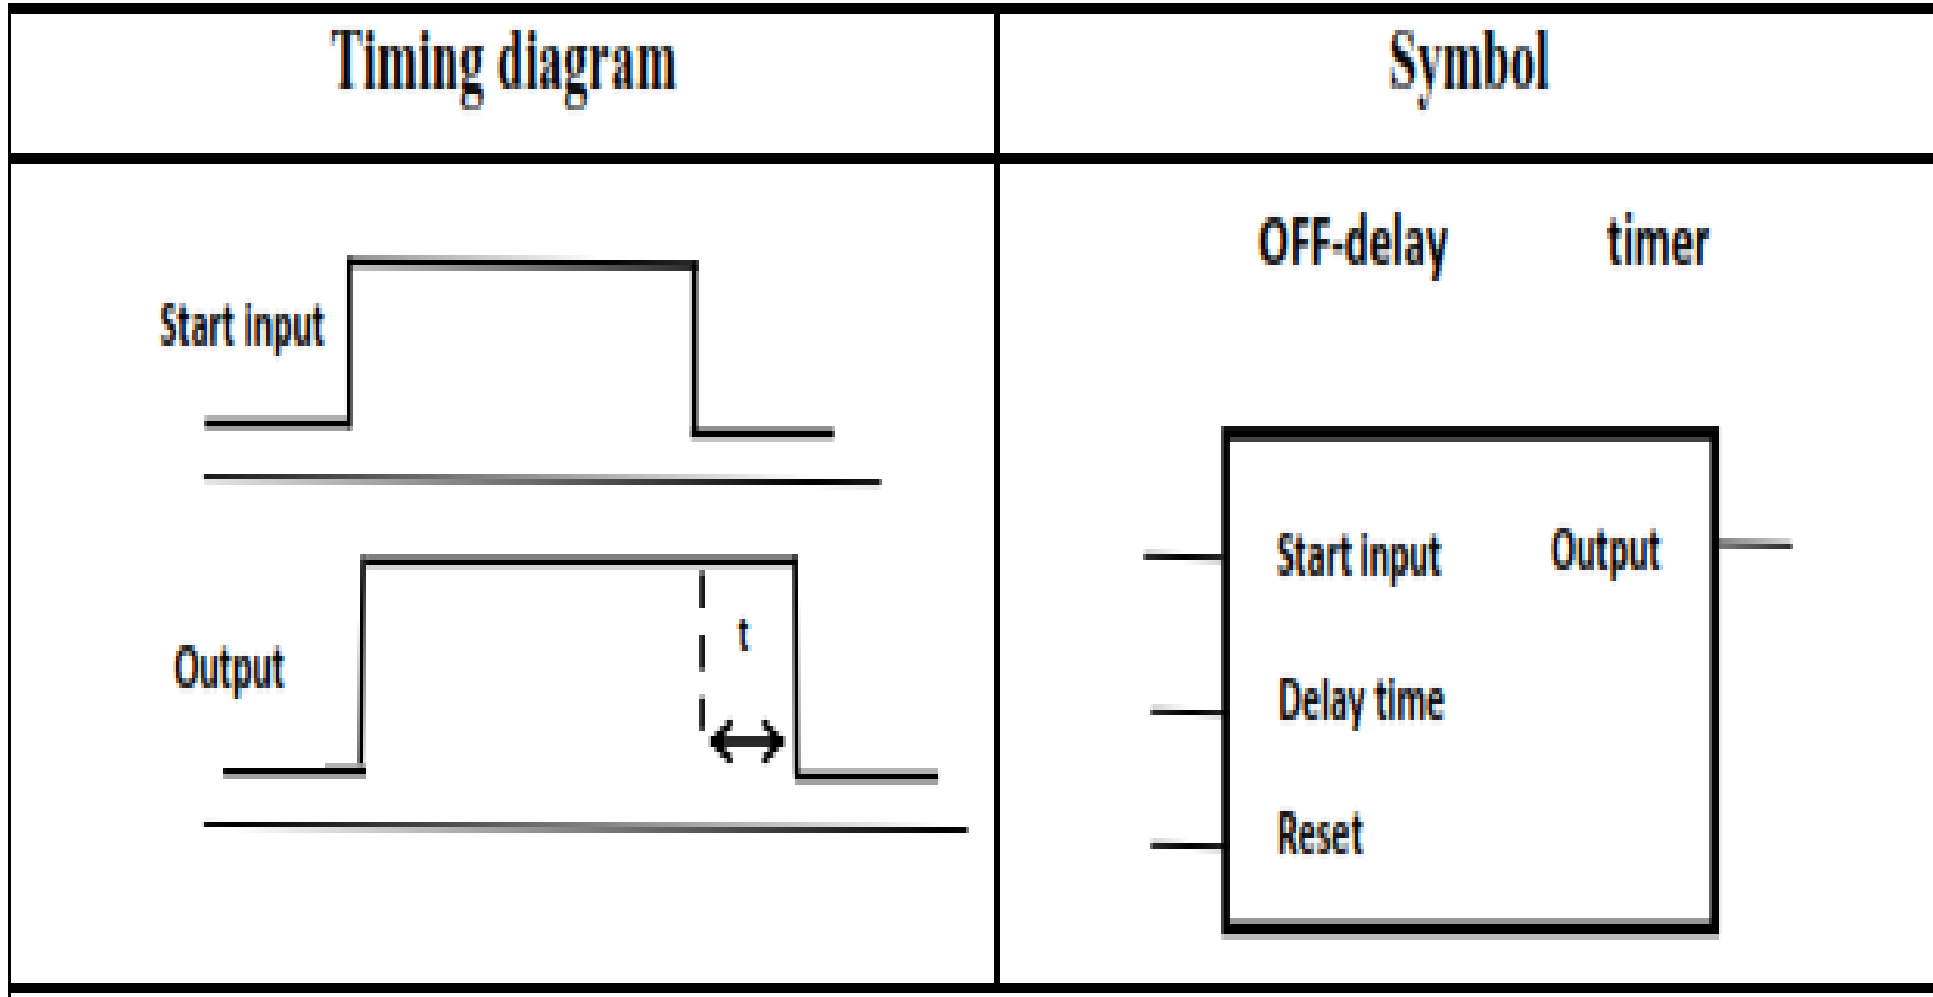 Timing diagram
Symbol
Start input
Output
t
OFF-delay timer
Start input Output
Delay time
Reset